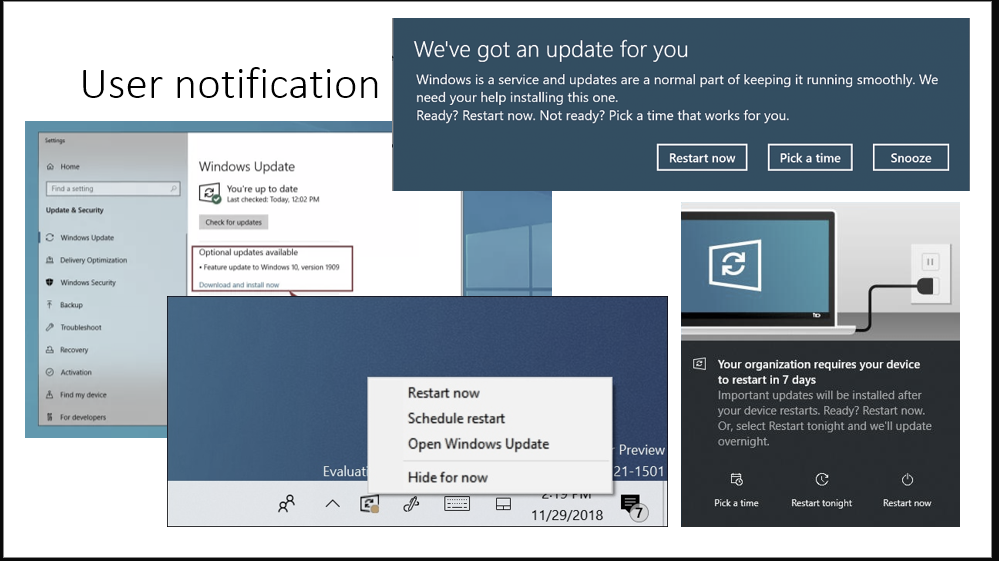 User notification
We've got an update for you
Windows is a service and updates are a normal part of keeping it running smoothly. We
need your help installing this one.
Ready? Restart now. Not ready? Pick a time that works for you.
Restart now
Pick a time
Snooze
Settings
Home
Find a setting
Update & Security
Windows Update
Delivery Optimization
Windows Security
Backup
Troubleshoot
Recovery
Activation
Find my device
For developers
Windows Update
You're up to date
Last checked: Today, 12:02 PM
Check for updates
Optional updates available
• Feature update to Windows 10, version 1909
Download and install now
Restart now
Schedule restart
Open Windows Update
Hide for now
Preview
21-1501
2:19 PM
11/29/2018
7
Your organization requires your device
to restart in 7 days
Important updates will be installed after
your device restarts. Ready? Restart now.
Or, select Restart tonight and we'll update
overnight.
Pick a time
Restart tonight
Restart now